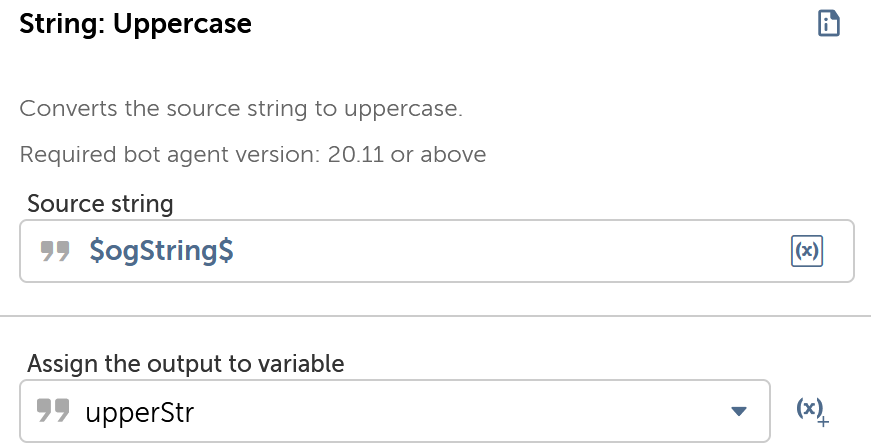 String: Uppercase
Converts the source string to uppercase.
Required bot agent version: 20.11 or above
Source string
$ogString$
(x)
Assign the output to variable
upperStr
(x)+